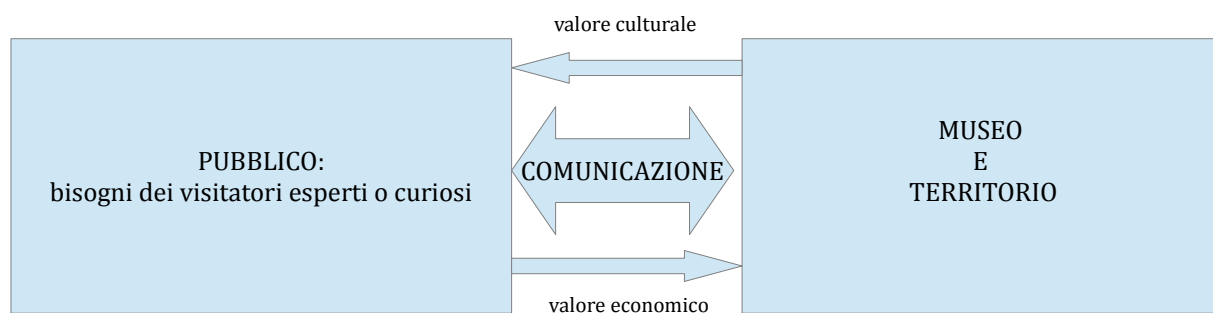 valore culturale
PUBBLICO:
bisogni dei visitatori esperti o curiosi
COMUNICAZIONE
MUSEO
E
TERRITORIO
valore economico